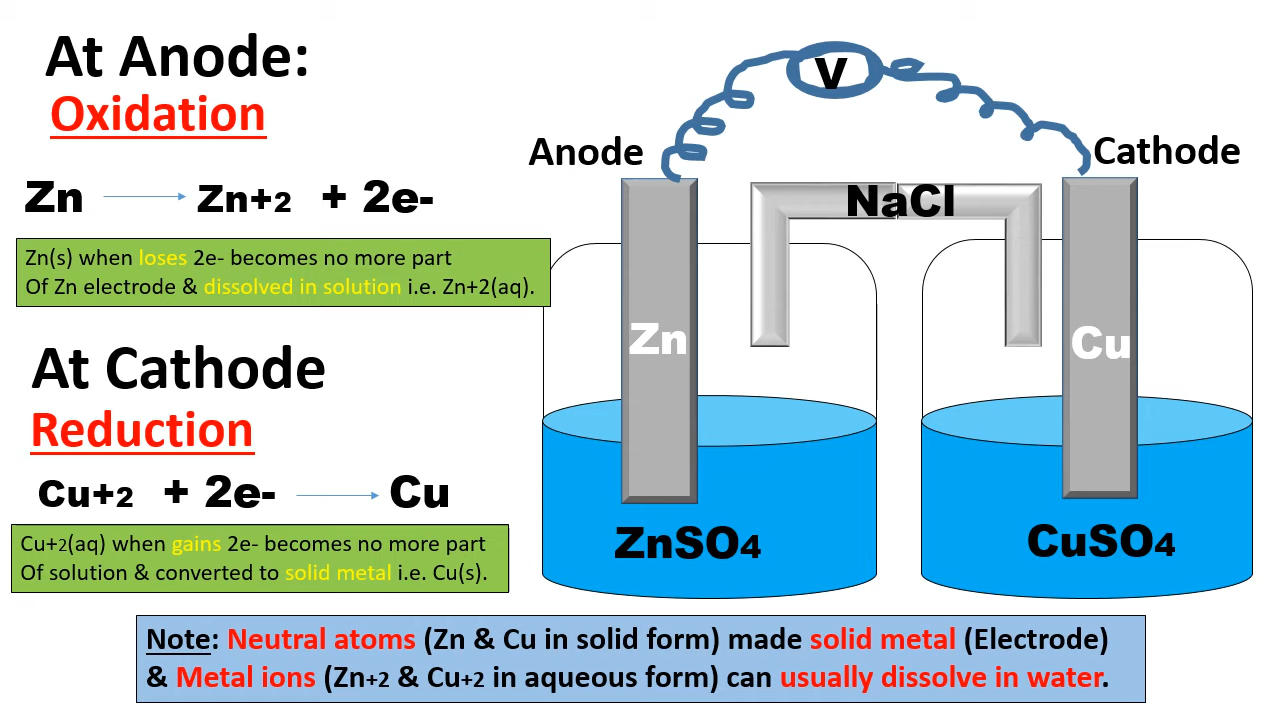 At Anode:
Oxidation
Zn → Zn+2 + 2e-
Zn(s) when loses 2e- becomes no more part
Of Zn electrode & dissolved in solution i.e. Zn+2(aq).
At Cathode
Reduction
Cu+2 + 2e- → Cu
Cu+2(aq) when gains 2e- becomes no more part
Of solution & converted to solid metal i.e. Cu(s).
V
Anode
Cathode
NaCl
Zn
Cu
ZnSO4
CuSO4
Note: Neutral atoms (Zn & Cu in solid form) made solid metal (Electrode)
& Metal ions (Zn+2 & Cu+2 in aqueous form) can usually dissolve in water.